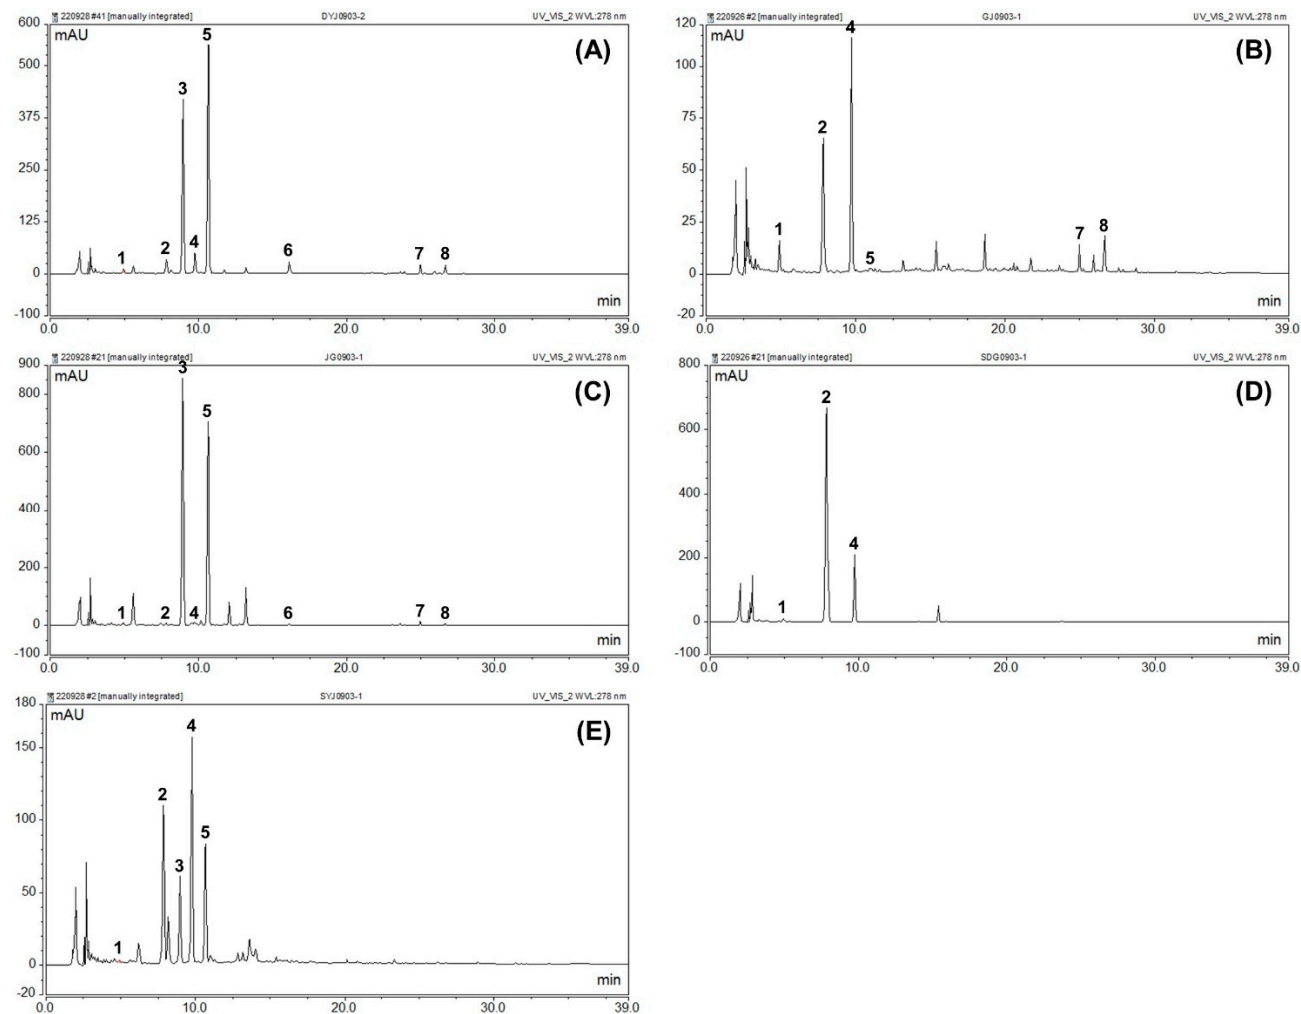 220928 #41 [manually integrated] DYJ0903-2 UV_VIS_2 WVL:278 nm
mAU
(A)
600
500
375
250
125
0
-100
1
2
3
4
5
6
7
8
min
0.0 10.0 20.0 30.0 39.0
220926 #2 [manually integrated] GJ0903-1 UV_VIS_2 WVL:278 nm
mAU
(B)
120
100
75
50
25
0
-20
1
2
4
5
7
8
min
0.0 10.0 20.0 30.0 39.0
220928 #21 [manually integrated] JG0903-1 UV_VIS_2 WVL:278 nm
mAU
(C)
900
800
600
400
200
0
-100
1
2
3
4
5
6
7
8
min
0.0 10.0 20.0 30.0 39.0
220926 #21 [manually integrated] SDG0903-1 UV_VIS_2 WVL:278 nm
mAU
(D)
800
600
400
200
0
-100
1
2
4
min
0.0 10.0 20.0 30.0 39.0
220928 #2 [manually integrated] SYJ0903-1 UV_VIS_2 WVL:278 nm
mAU
(E)
180
150
100
50
0
-20
1
2
3
4
5
min
0.0 10.0 20.0 30.0 39.0